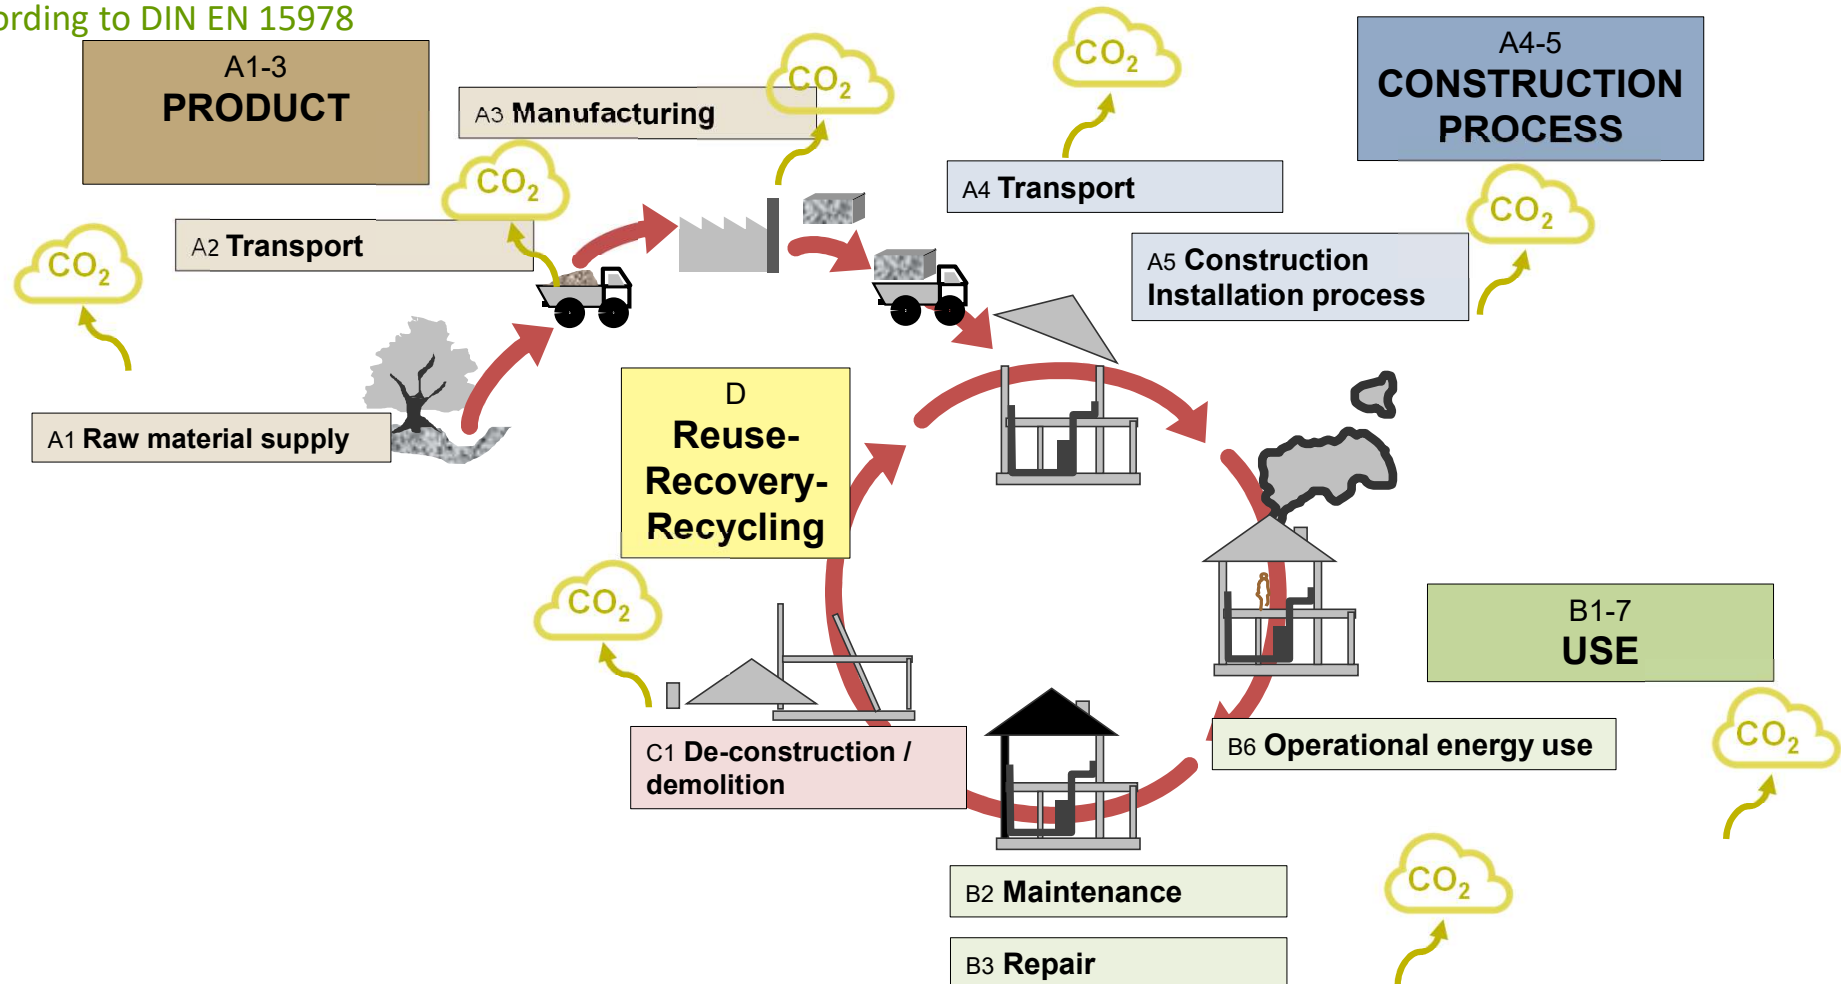 ording to DIN EN 15978
A1-3
PRODUCT
A3 Manufacturing
CO2
CO2
A4-5
CONSTRUCTION
PROCESS
CO2
A4 Transport
CO2
A2 Transport
CO2
A5 Construction
Installation process
CO2
D
Reuse-
Recovery-
Recycling
A1 Raw material supply
CO2
B1-7
USE
C1 De-construction /
demolition
B6 Operational energy use
CO2
B2 Maintenance
CO2
B3 Repair